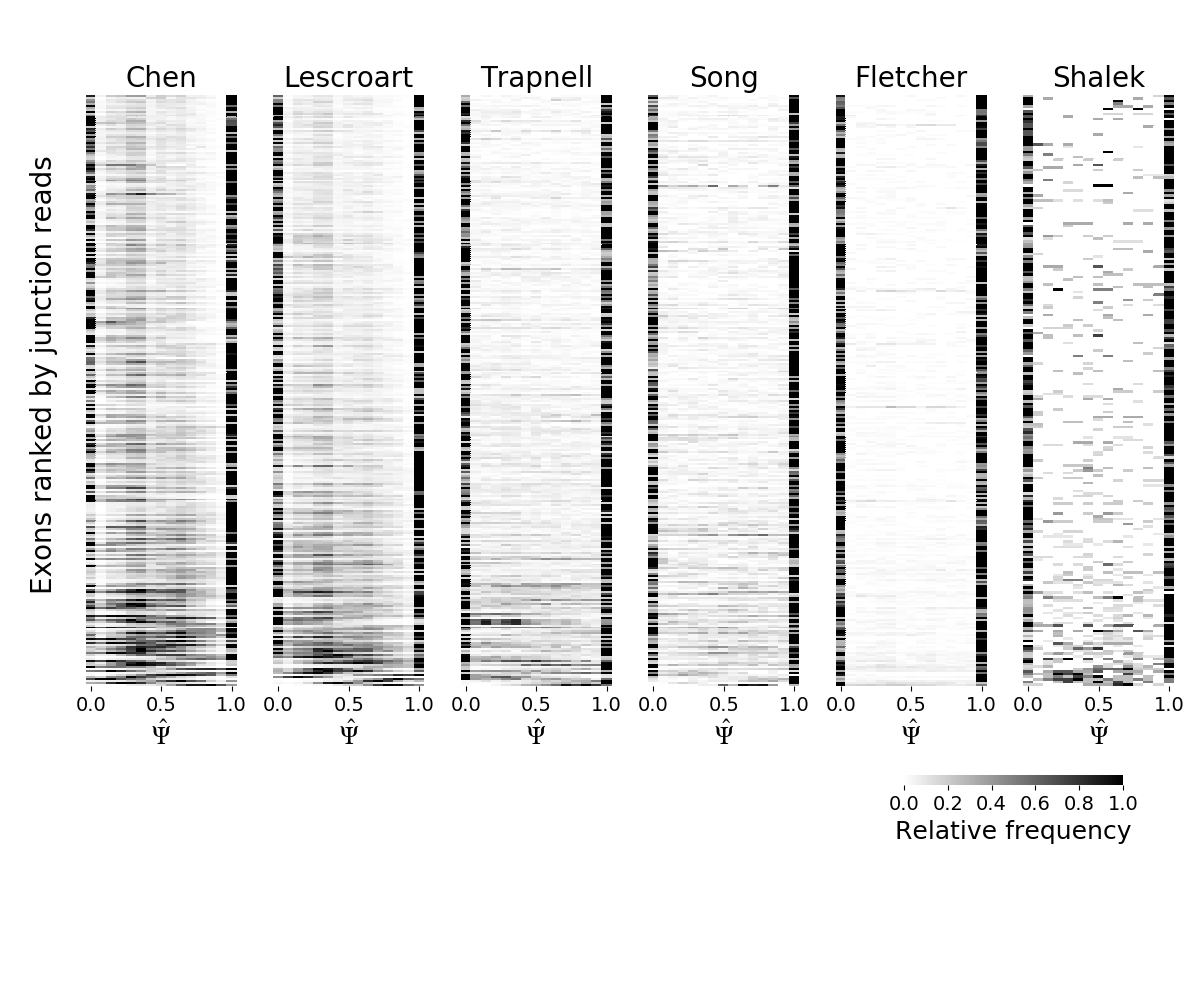 Chen Lescroart Trapnell Song Fletcher Shalek
Exons ranked by junction reads
0.0 0.5 1.0 0.0 0.5 1.0 0.0 0.5 1.0 0.0 0.5 1.0 0.0 0.5 1.0 0.0 0.5 1.0
Ψ̂ Ψ̂ Ψ̂ Ψ̂ Ψ̂ Ψ̂
0.0 0.2 0.4 0.6 0.8 1.0
Relative frequency